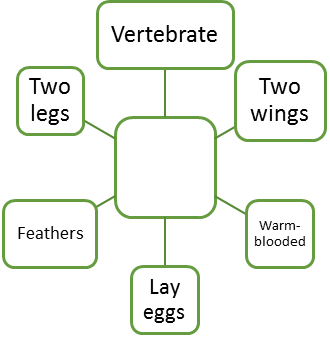 Vertebrate
Two
legs
Two
wings
Feathers
Warm-
blooded
Lay
eggs